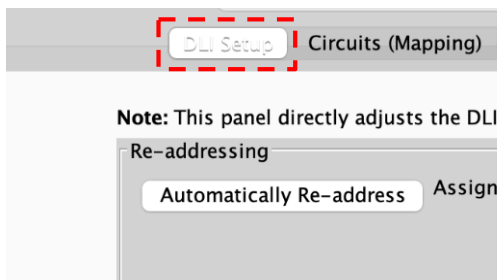 DLI Setup Circuits (Mapping)
Note: This panel directly adjusts the DLI
Re-addressing
Automatically Re-address Assign